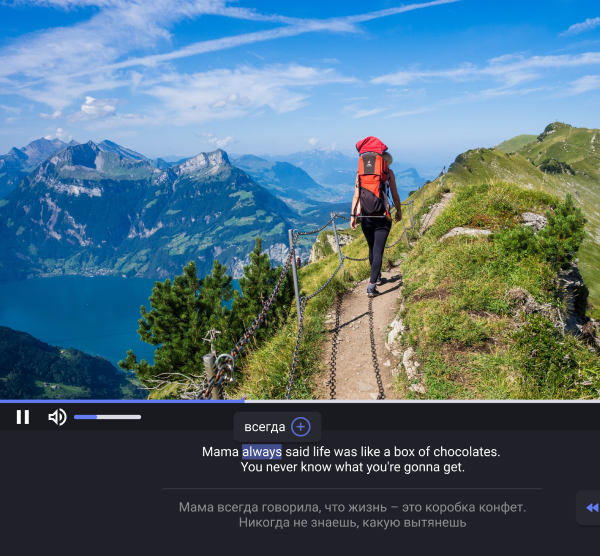 всегда
Mama always said life was like a box of chocolates.
You never know what you're gonna get.
Мама всегда говорила, что жизнь – это коробка конфет.
Никогда не знаешь, какую вытянешь